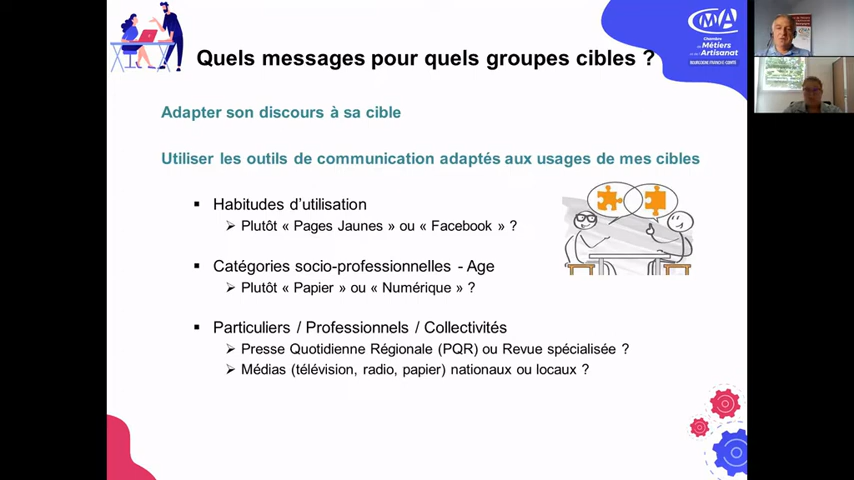 Quels messages pour quels groupes cibles ?
CMA
Chambre
de Métiers
et de l'Artisanat
BOURGOGNE-FRANCHE-COMTÉ
Adapter son discours à sa cible
Utiliser les outils de communication adaptés aux usages de mes cibles
Habitudes d'utilisation
Plutôt « Pages Jaunes » ou « Facebook » ?
Catégories socio-professionnelles - Age
Plutôt « Papier » ou « Numérique » ?
Particuliers / Professionnels / Collectivités
Presse Quotidienne Régionale (PQR) ou Revue spécialisée ?
Médias (télévision, radio, papier) nationaux ou locaux ?